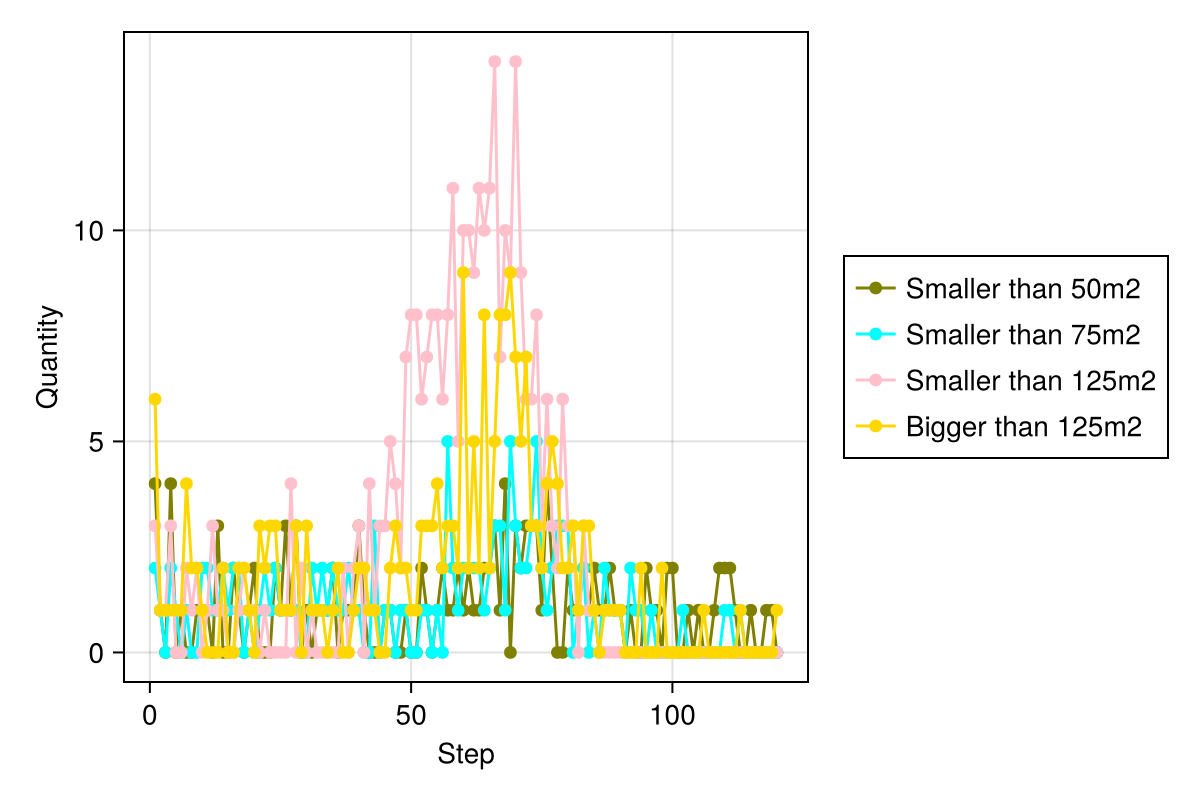 10
5
0
Quantity
0
50
100
Step
Smaller than 50m2
Smaller than 75m2
Smaller than 125m2
Bigger than 125m2